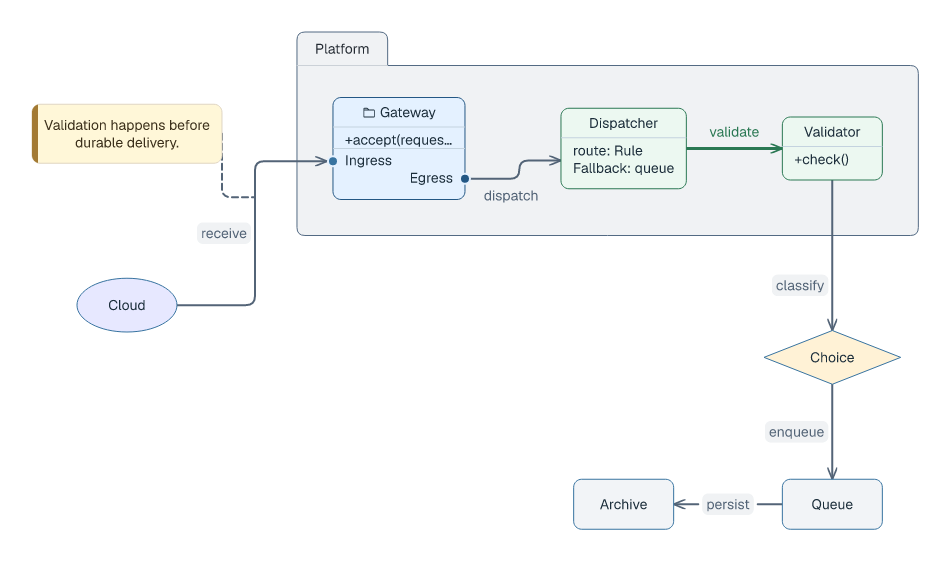 Platform
Validation happens before
durable delivery.
Gateway
+accept(reques…
Ingress
Egress
dispatch
Dispatcher
route: Rule
Fallback: queue
validate
Validator
+check()
receive
Cloud
classify
Choice
enqueue
Archive
persist
Queue